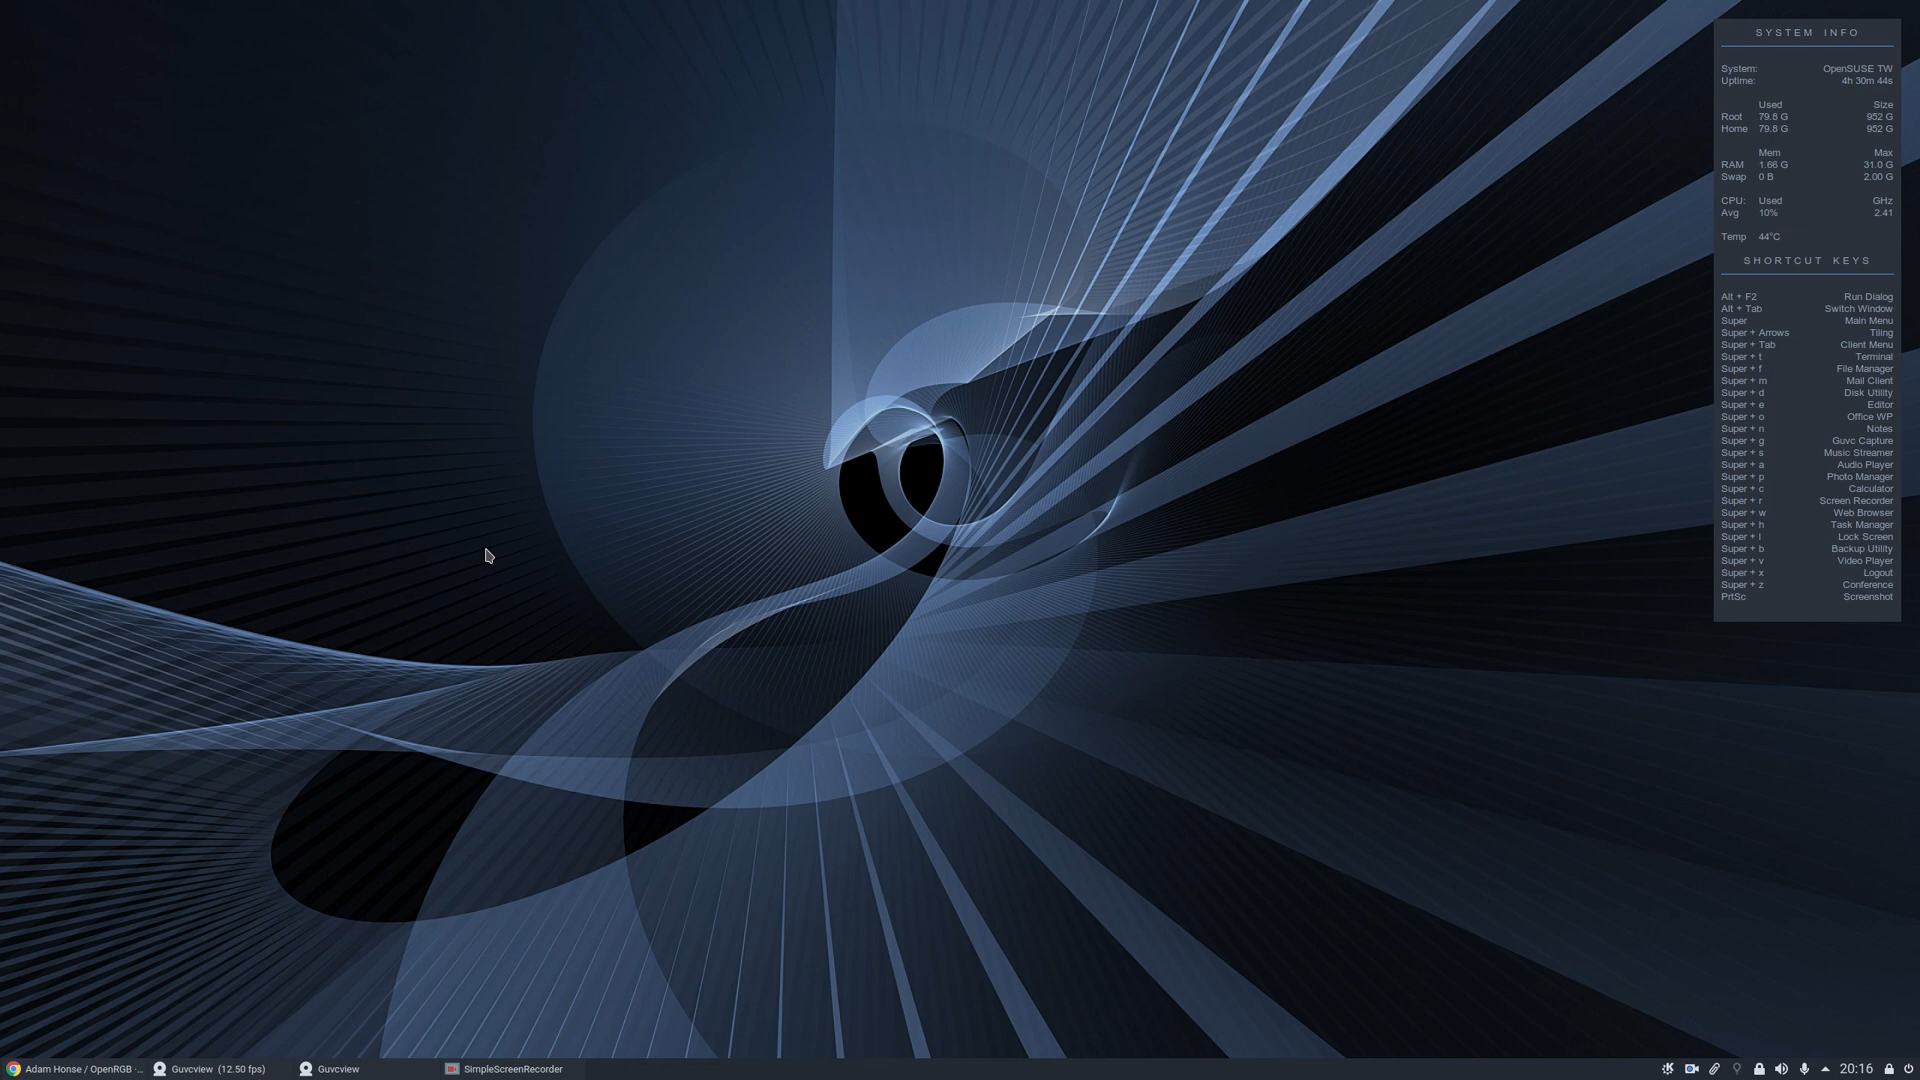 SYSTEM INFO
System: OpenSUSE TW
Uptime: 4h 30m 44s
Used Size
Root 79.8 G 952 G
Home 79.8 G 952 G
Mem Max
RAM 1.66 G 31.0 G
Swap 0 B 2.00 G
CPU: Used GHz
Avg 10% 2.41
Temp 44°C
SHORTCUT KEYS
Alt + F2 Run Dialog
Alt + Tab Switch Window
Super Main Menu
Super + Arrows Tiling
Super + Tab Client Menu
Super + t Terminal
Super + f File Manager
Super + m Mail Client
Super + d Disk Utility
Super + e Editor
Super + o Office WP
Super + n Notes
Super + g Guvc Capture
Super + s Music Streamer
Super + a Audio Player
Super + p Photo Manager
Super + c Calculator
Super + r Screen Recorder
Super + w Web Browser
Super + h Task Manager
Super + l Lock Screen
Super + b Backup Utility
Super + v Video Player
Super + x Logout
Super + z Conference
PrtSc Screenshot
Adam Honse / OpenRGB ·... Guvcview (12.50 fps) Guvcview SimpleScreenRecorder 20:16